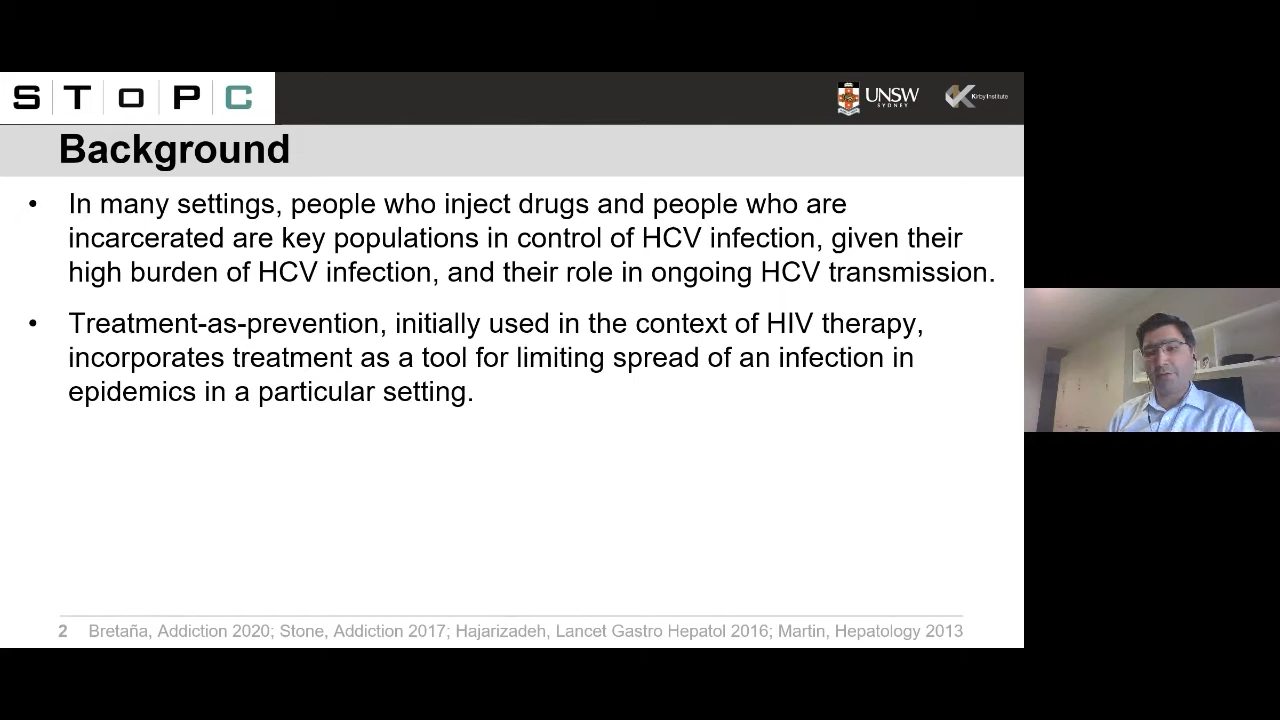 STOPC
UNSW
SYDNEY
Kirby Institute
Background
• In many settings, people who inject drugs and people who are
incarcerated are key populations in control of HCV infection, given their
high burden of HCV infection, and their role in ongoing HCV transmission.
• Treatment-as-prevention, initially used in the context of HIV therapy,
incorporates treatment as a tool for limiting spread of an infection in
epidemics in a particular setting.
2 Bretaña, Addiction 2020; Stone, Addiction 2017; Hajarizadeh, Lancet Gastro Hepatol 2016; Martin, Hepatology 2013